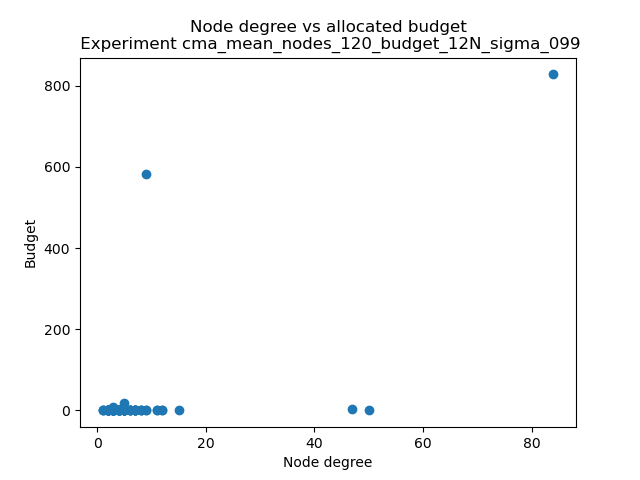 Node degree vs allocated budget
Experiment cma_mean_nodes_120_budget_12N_sigma_099
800
600
400
200
0
Budget
0 20 40 60 80
Node degree